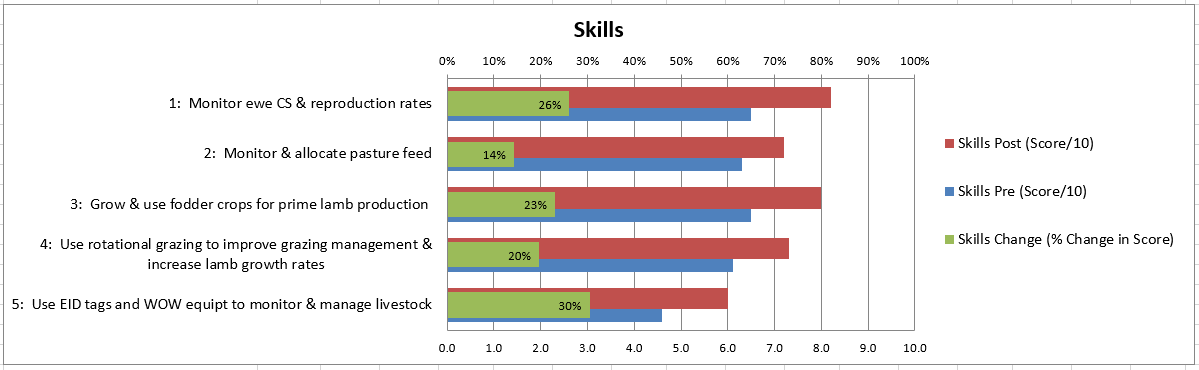 Skills
0% 10% 20% 30% 40% 50% 60% 70% 80% 90% 100%
1: Monitor ewe CS & reproduction rates
26%
2: Monitor & allocate pasture feed
14%
3: Grow & use fodder crops for prime lamb production
23%
4: Use rotational grazing to improve grazing management &
increase lamb growth rates
20%
5: Use EID tags and WOW equipt to monitor & manage livestock
30%
0.0 1.0 2.0 3.0 4.0 5.0 6.0 7.0 8.0 9.0 10.0
Skills Post (Score/10)
Skills Pre (Score/10)
Skills Change (% Change in Score)